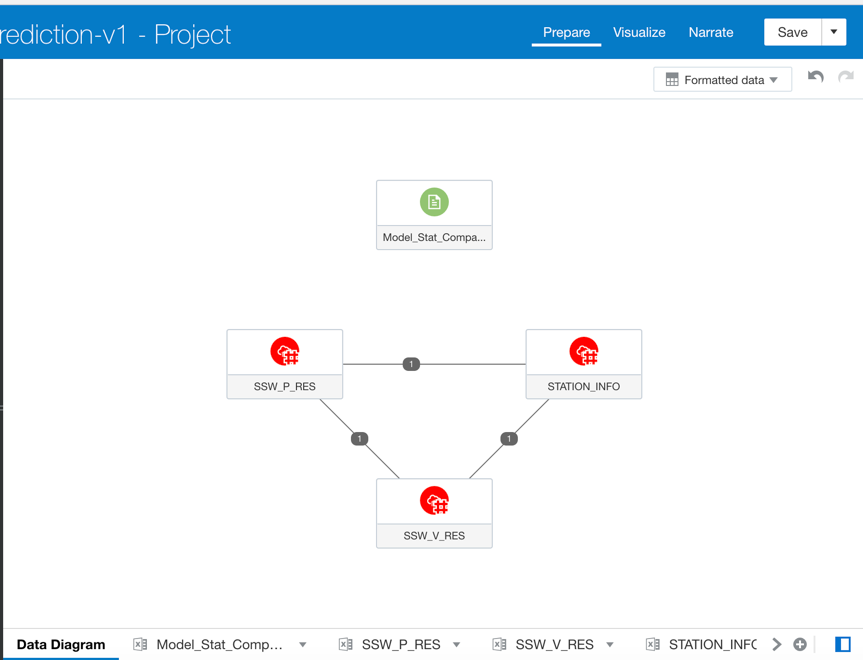 rediction-v1 - Project
Prepare Visualize Narrate Save
Formatted data
Model_Stat_Compa...
1
SSW_P_RES STATION_INFO
1 1
SSW_V_RES
Data Diagram Model_Stat_Comp... SSW_P_RES SSW_V_RES STATION_INFO